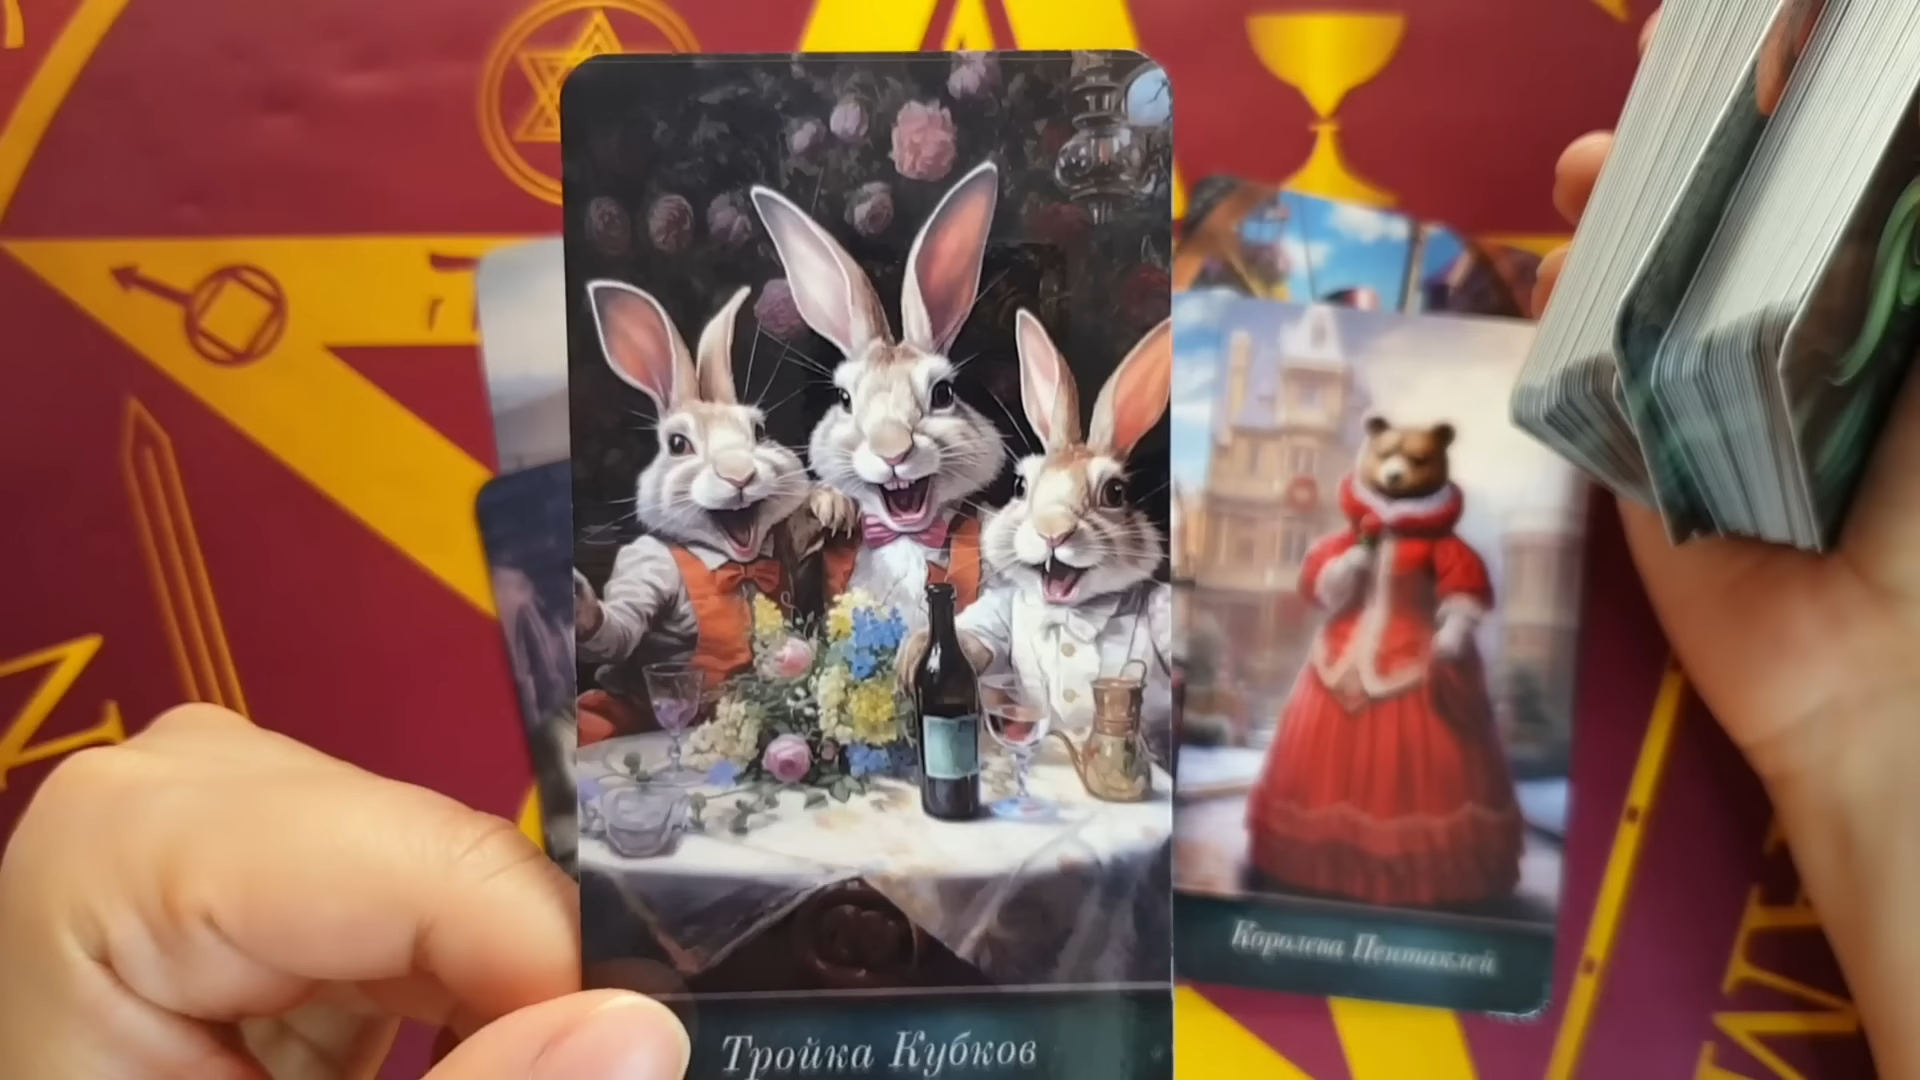 Тройка Кубков
Королева Пентаклей